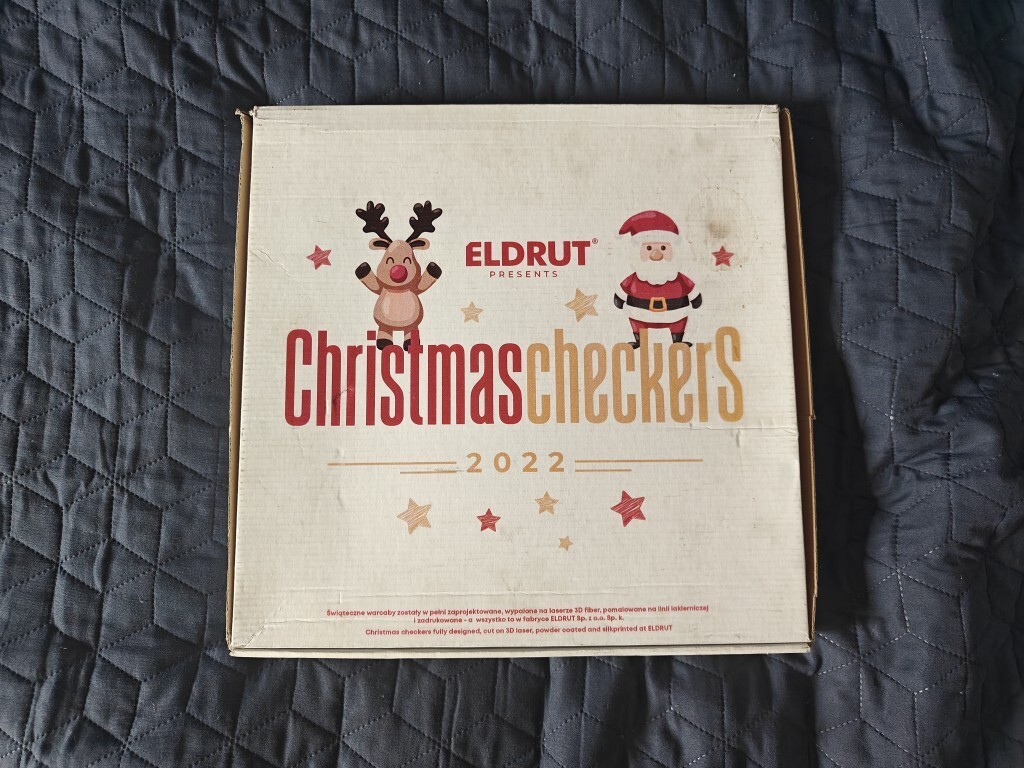 ELDRUT®
PRESENTS
Christmascheckers
2022
Świąteczne warcaby zostały w pełni zaprojektowane, wypalone na laserze 3D fiber, pomalowane na linii lakierniczej
i zadrukowane - a wszystko to w fabryce ELDRUT Sp. z o.o. Sp. k.
Christmas checkers fully designed, cut on 3D laser, powder coated and silkprinted at ELDRUT